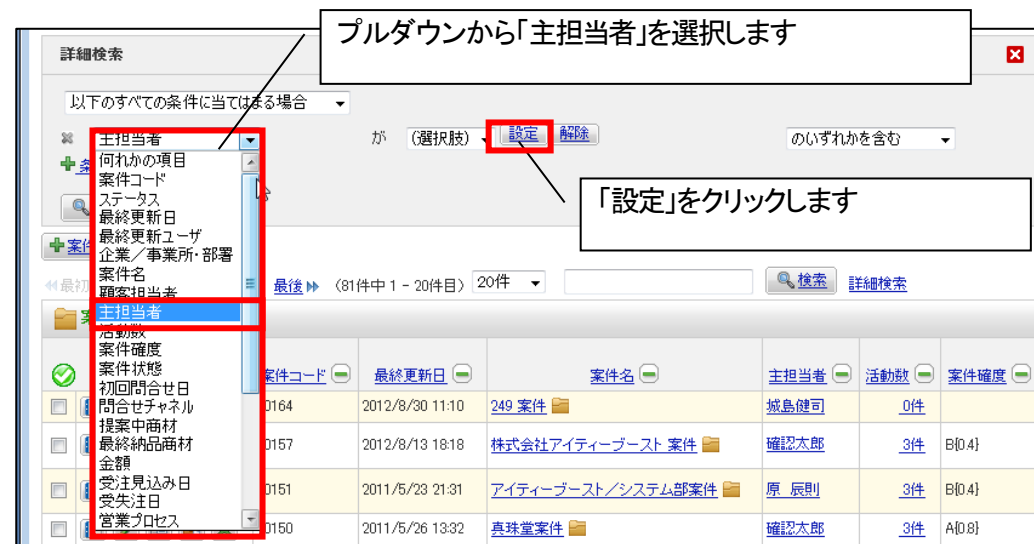 プルダウンから「主担当者」を選択します
詳細検索
以下のすべての条件に当てはまる場合
主担当者 が (選択肢) 設定 解除 のいずれかを含む
何れかの項目
案件コード
ステータス
最終更新日
最終更新ユーザ
企業／事業所・部署
案件名
顧客担当者
主担当者
活動数
案件確度
案件状態
初回問合せ日
問合せチャネル
提案中商材
最終納品商材
金額
受注見込み日
受失注日
営業プロセス
「設定」をクリックします
案件
最後 (81件中 1 - 20件目) 20件 検索 詳細検索
案件コード 最終更新日 案件名 主担当者 活動数 案件確度
0164 2012/8/30 11:10 249 案件 城島健司 0件
0157 2012/8/13 18:18 株式会社アイティーブースト 案件 確認太郎 3件 B{0.4}
0151 2011/5/23 21:31 アイティーブースト／システム部案件 原 辰則 3件 B{0.4}
0150 2011/5/26 13:32 真珠堂案件 確認太郎 3件 A{0.8}